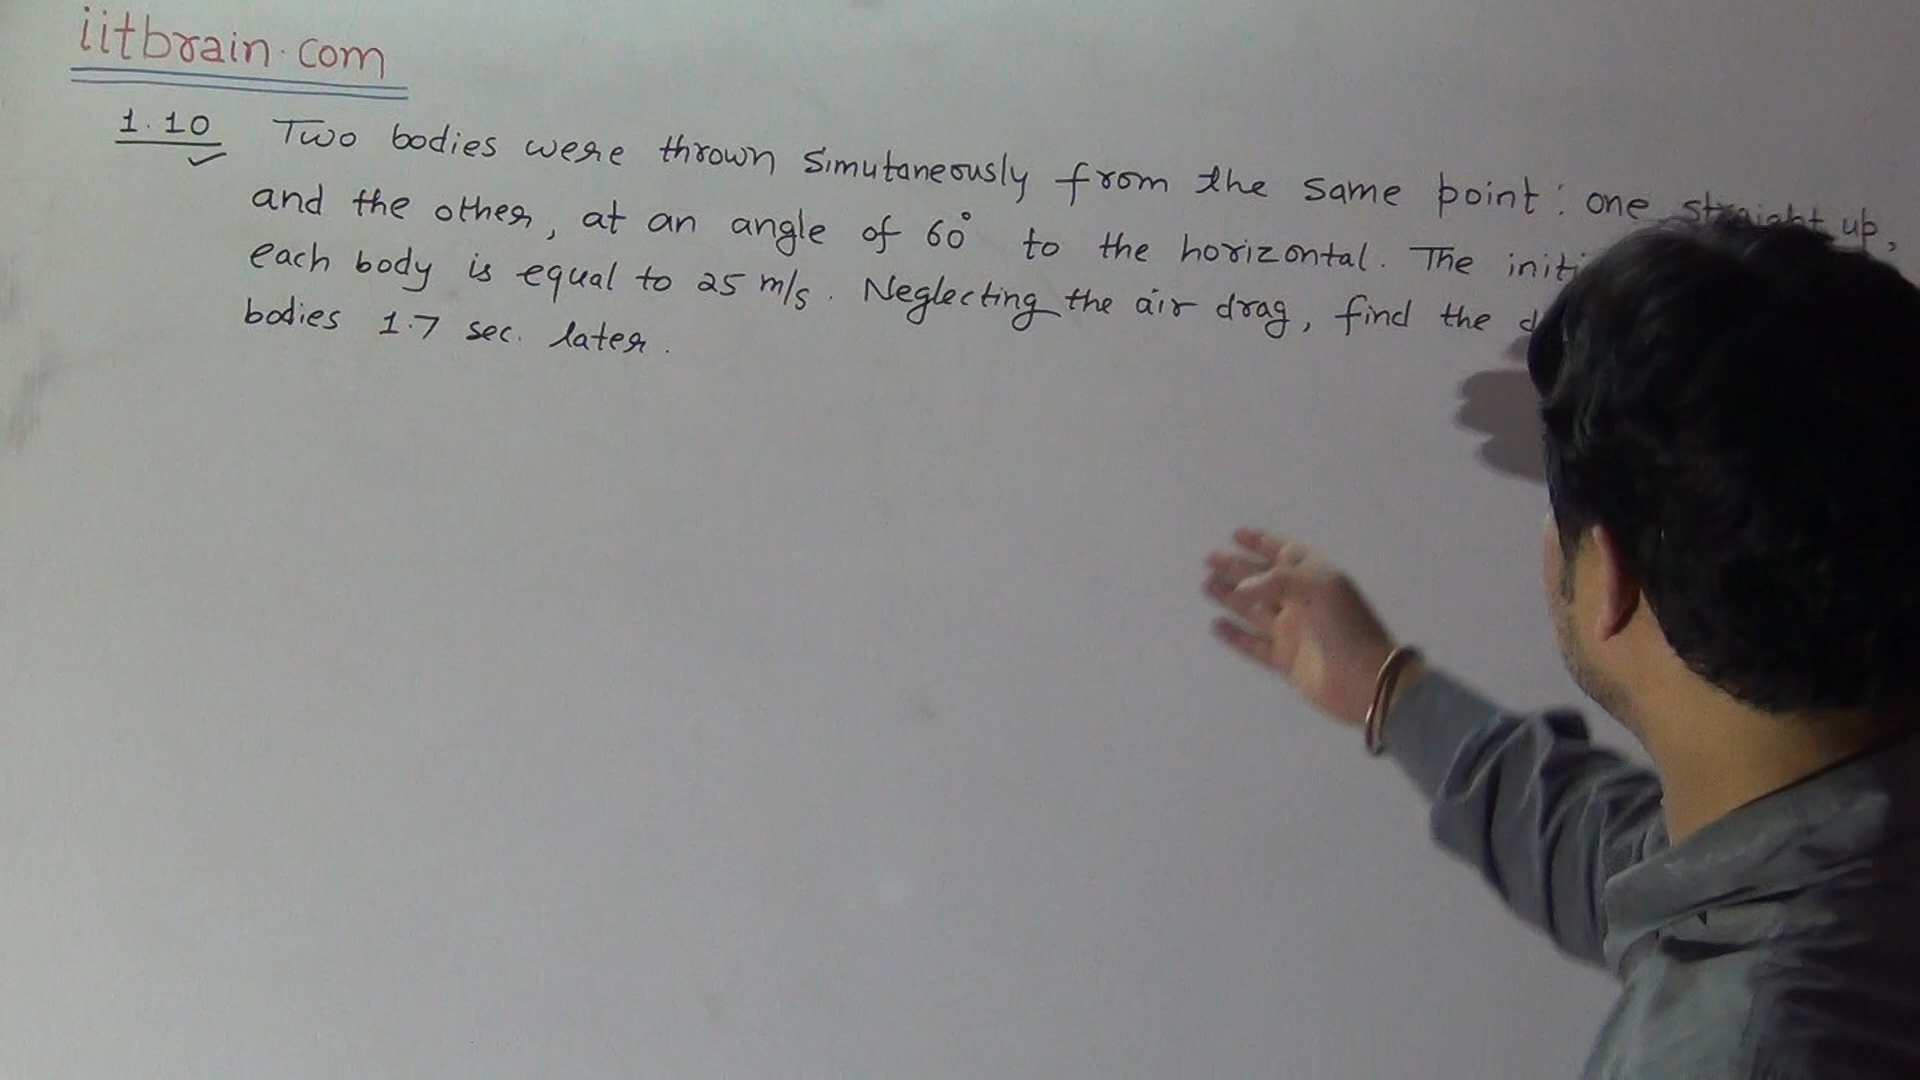 iitbrain.com
1.10 Two bodies were thrown Simutaneously from the same point: one straight up,
and the other, at an angle of 60° to the horizontal. The
each body is equal to 25 m/s. Neglecting the air drag, find the
bodies 1.7 sec. later.